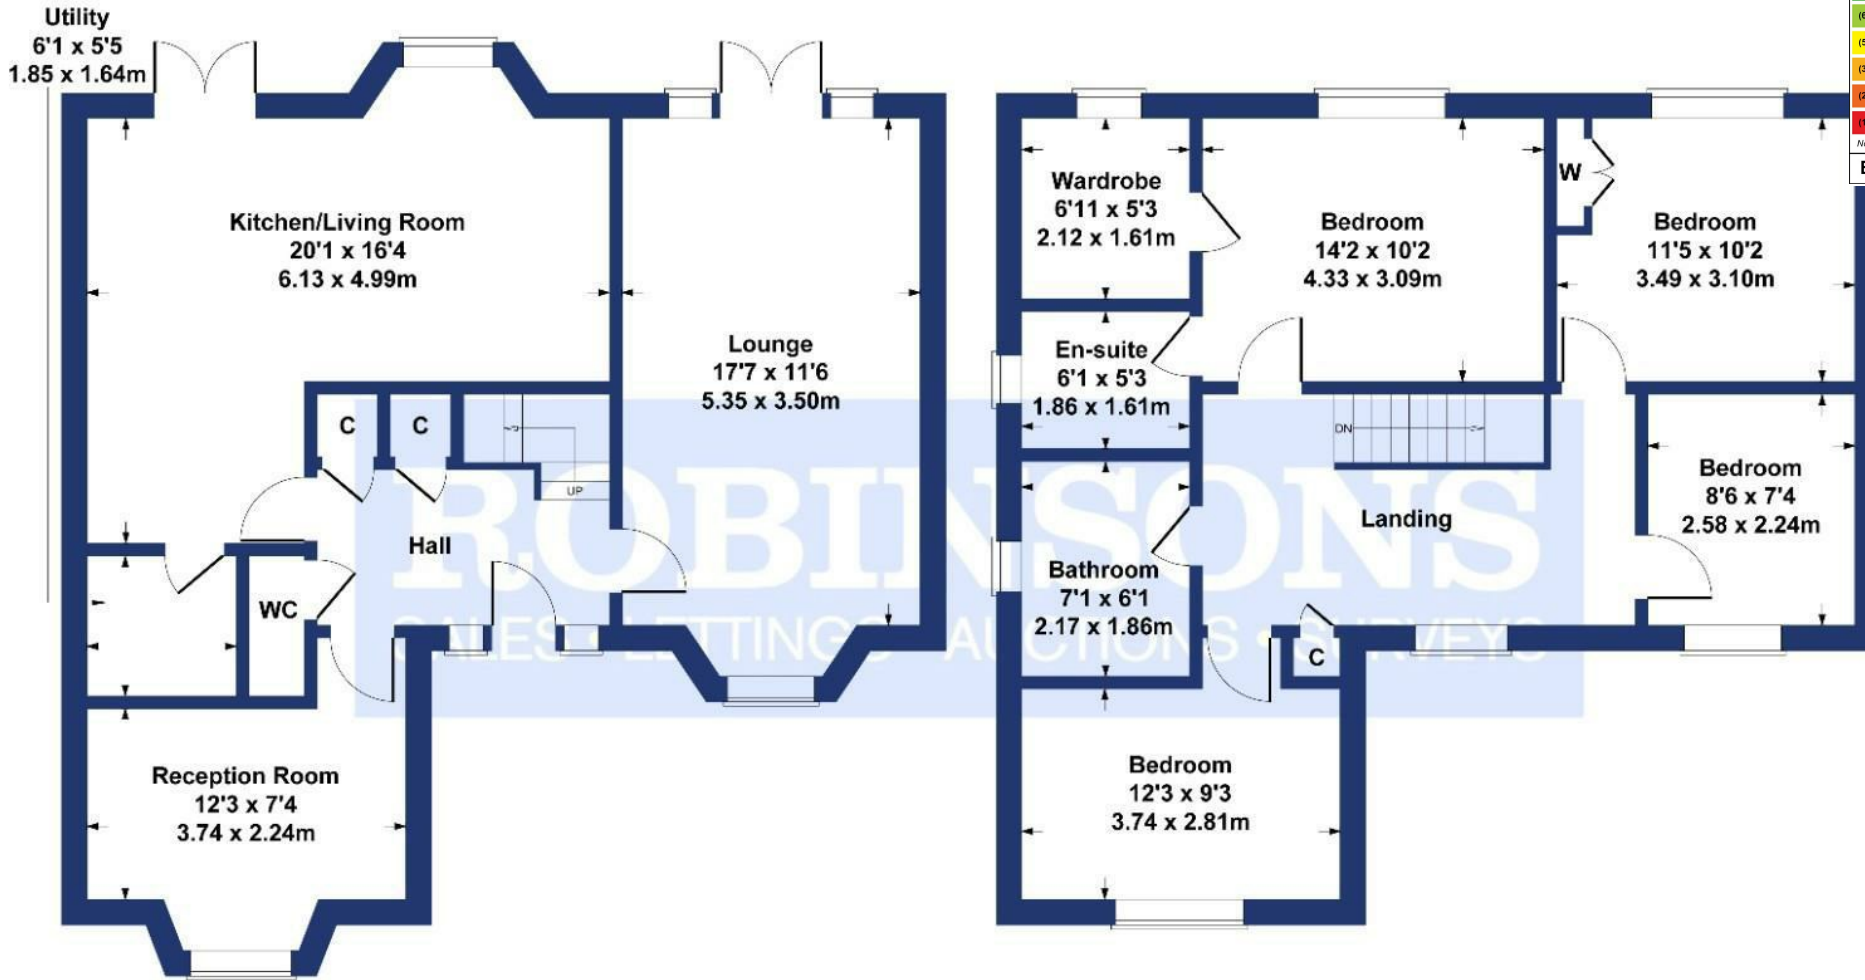 Utility
6'1 x 5'5
1.85 x 1.64m
Kitchen/Living Room
20'1 x 16'4
6.13 x 4.99m
Lounge
17'7 x 11'6
5.35 x 3.50m
C
C
UP
Hall
WC
Reception Room
12'3 x 7'4
3.74 x 2.24m
Wardrobe
6'11 x 5'3
2.12 x 1.61m
Bedroom
14'2 x 10'2
4.33 x 3.09m
W
Bedroom
11'5 x 10'2
3.49 x 3.10m
En-suite
6'1 x 5'3
1.86 x 1.61m
DN
Bedroom
8'6 x 7'4
2.58 x 2.24m
Landing
Bathroom
7'1 x 6'1
2.17 x 1.86m
C
Bedroom
12'3 x 9'3
3.74 x 2.81m
ROBINSONS
SALES • LETTINGS • AUCTIONS • SURVEYS